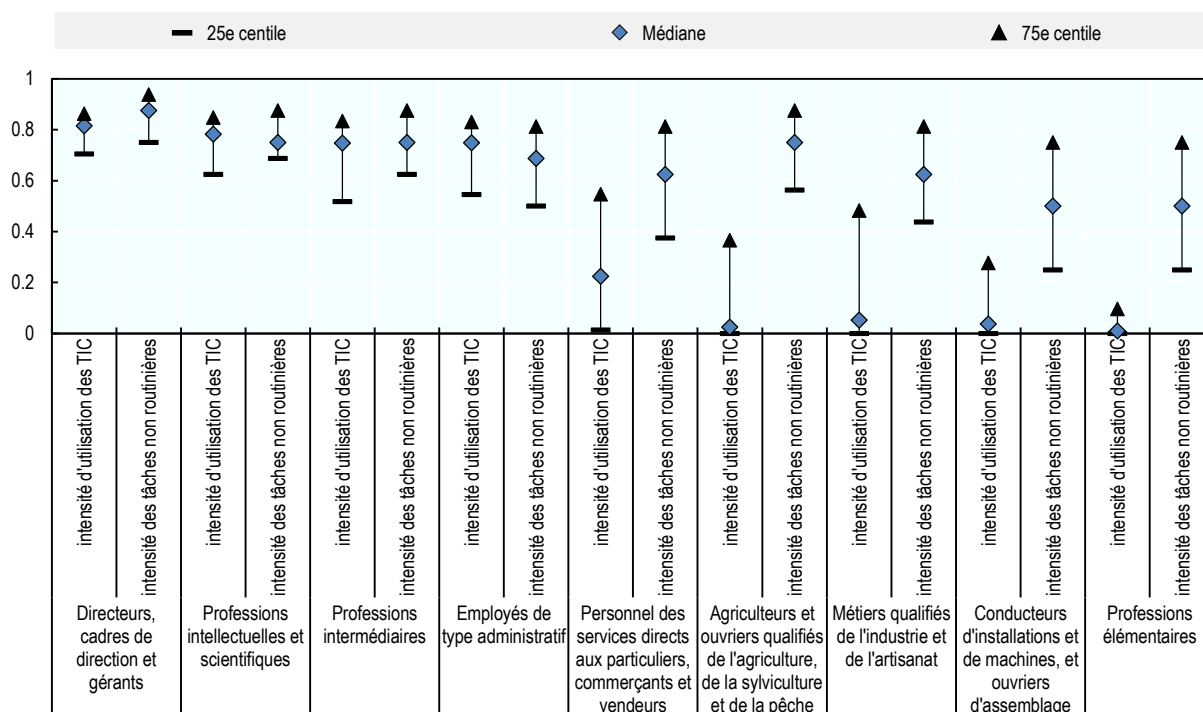 25e centile
Médiane
75e centile
1
0.8
0.6
0.4
0.2
0
intensité d'utilisation des TIC
intensité des tâches non routinières
intensité d'utilisation des TIC
intensité des tâches non routinières
intensité d'utilisation des TIC
intensité des tâches non routinières
intensité d'utilisation des TIC
intensité des tâches non routinières
intensité d'utilisation des TIC
intensité des tâches non routinières
intensité d'utilisation des TIC
intensité des tâches non routinières
intensité d'utilisation des TIC
intensité des tâches non routinières
intensité d'utilisation des TIC
intensité des tâches non routinières
intensité d'utilisation des TIC
intensité des tâches non routinières
Directeurs,
cadres de
direction et
gérants
Professions
intellectuelles et
scientifiques
Professions
intermédiaires
Employés de
type administratif
Personnel des
services directs
aux particuliers,
commerçants et
vendeurs
Agriculteurs et
ouvriers qualifiés
de l'agriculture,
de la sylviculture
et de la pêche
Métiers qualifiés
de l'industrie et
de l'artisanat
Conducteurs
d'installations et
de machines, et
ouvriers
d'assemblage
Professions
élémentaires